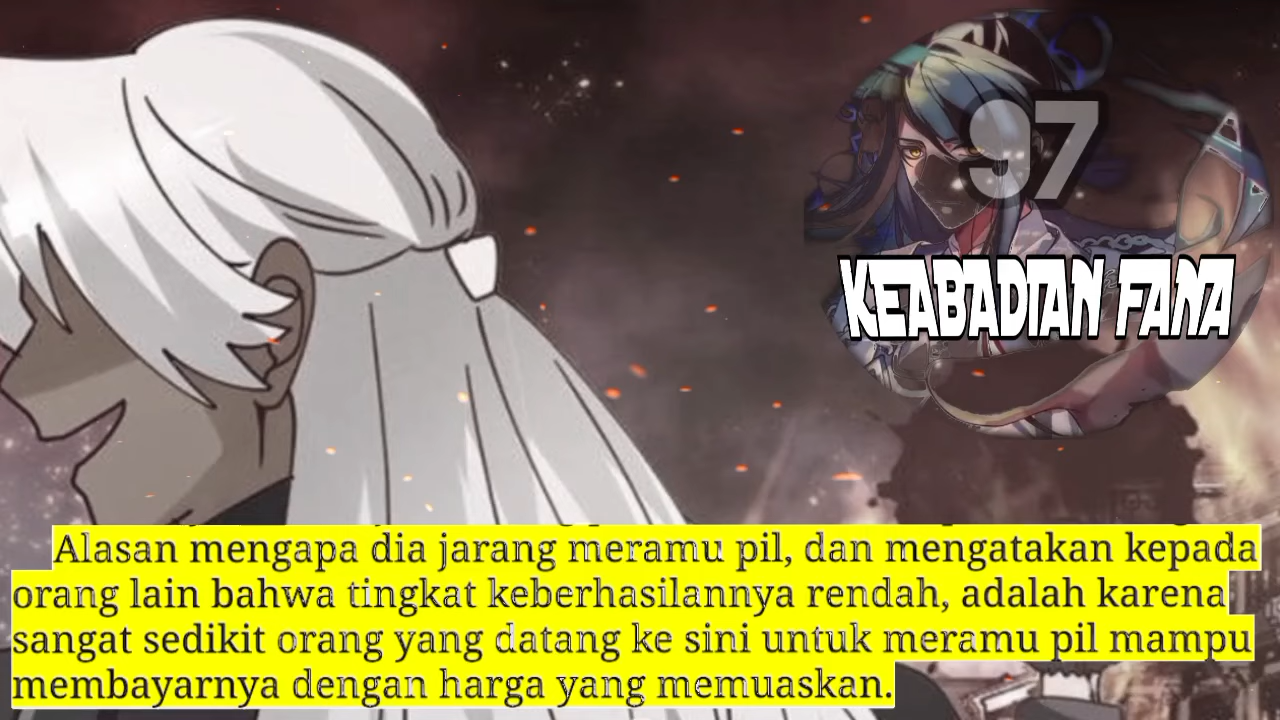 97
KEABADIAN FANA
Alasan mengapa dia jarang meramu pil, dan mengatakan kepada
orang lain bahwa tingkat keberhasilannya rendah, adalah karena
sangat sedikit orang yang datang ke sini untuk meramu pil mampu
membayarnya dengan harga yang memuaskan.